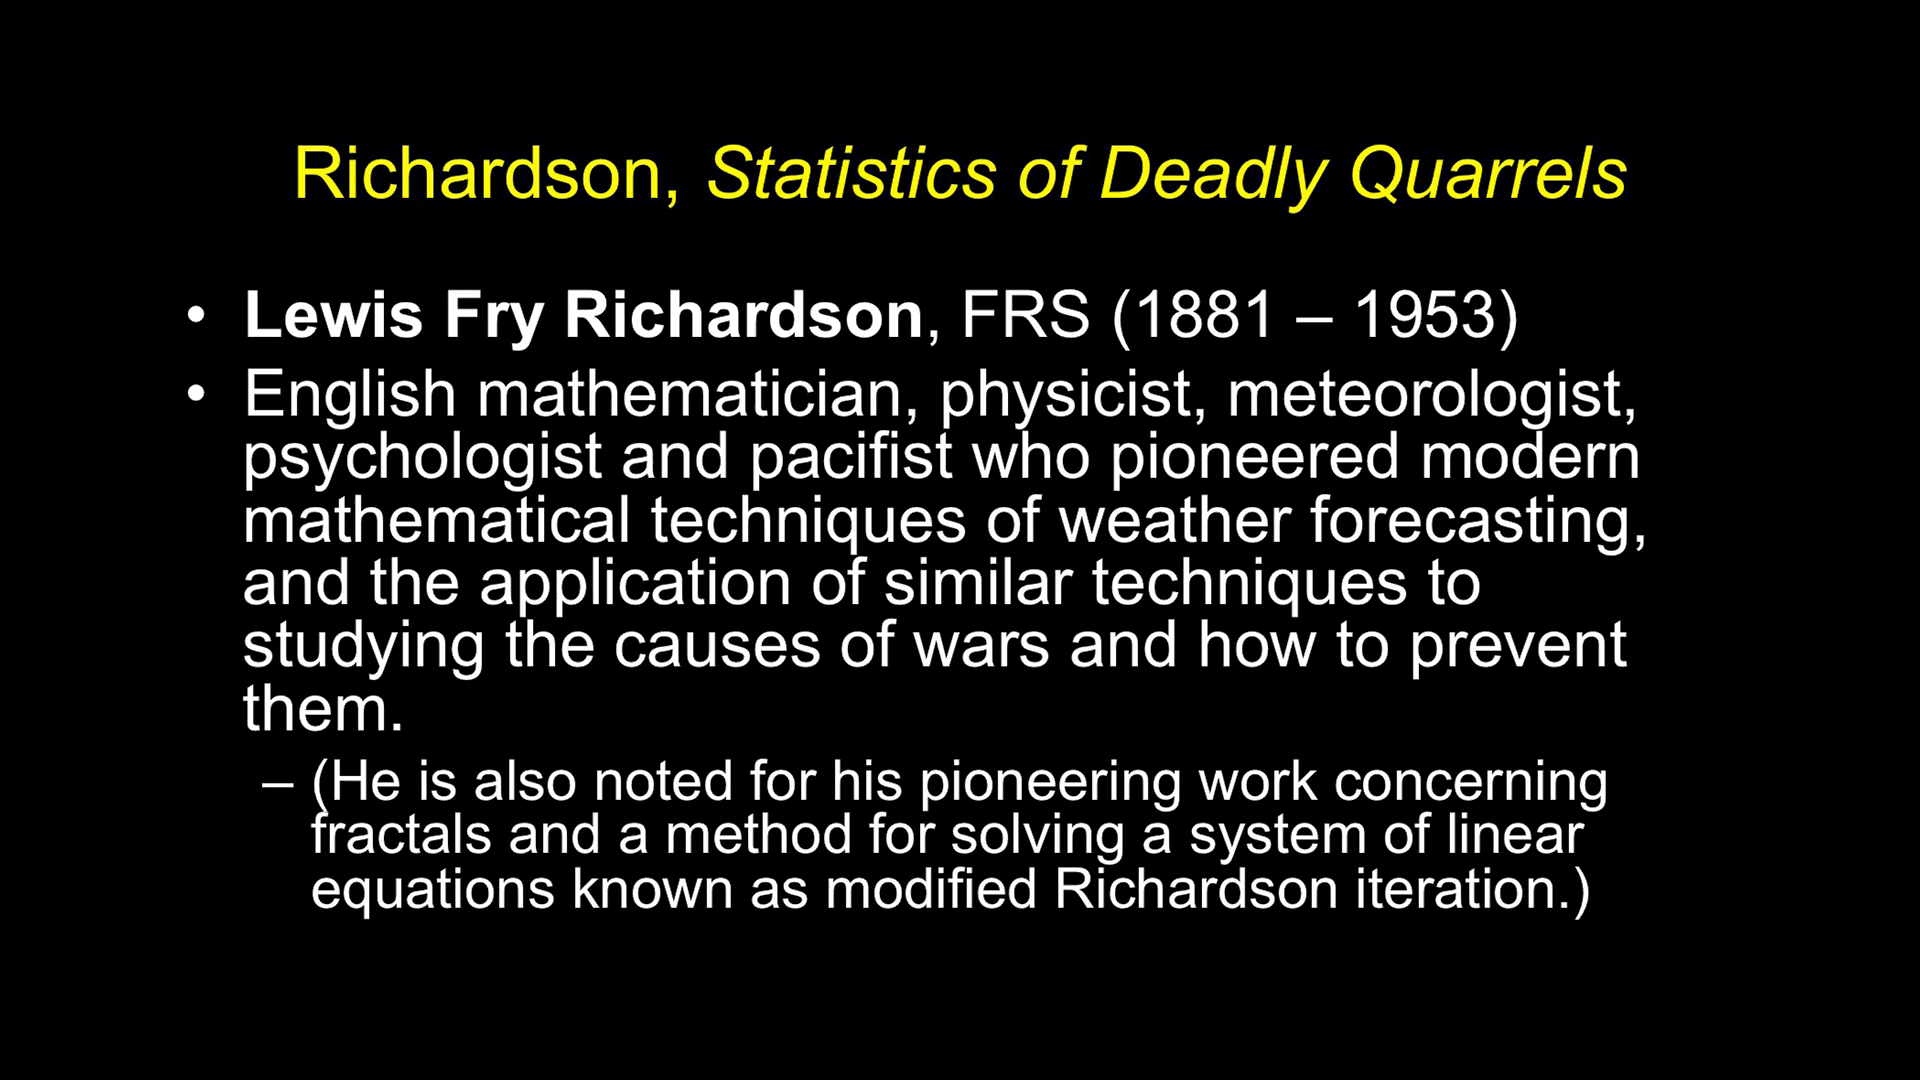 Richardson, Statistics of Deadly Quarrels
• Lewis Fry Richardson, FRS (1881 – 1953)
• English mathematician, physicist, meteorologist,
psychologist and pacifist who pioneered modern
mathematical techniques of weather forecasting,
and the application of similar techniques to
studying the causes of wars and how to prevent
them.
– (He is also noted for his pioneering work concerning
fractals and a method for solving a system of linear
equations known as modified Richardson iteration.)